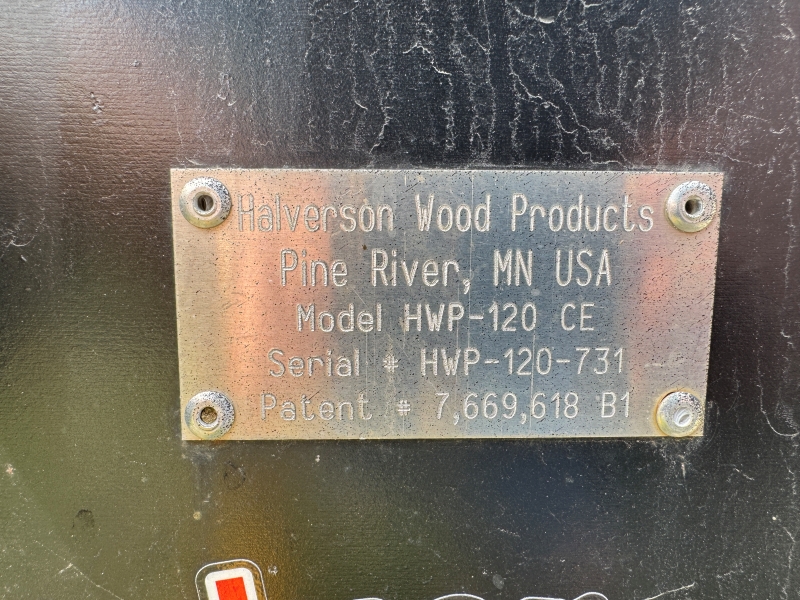 Halverson Wood Products
Pine River, MN USA
Model HWP-120 CE
Serial # HWP-120-731
Patent # 7,669,618 B1